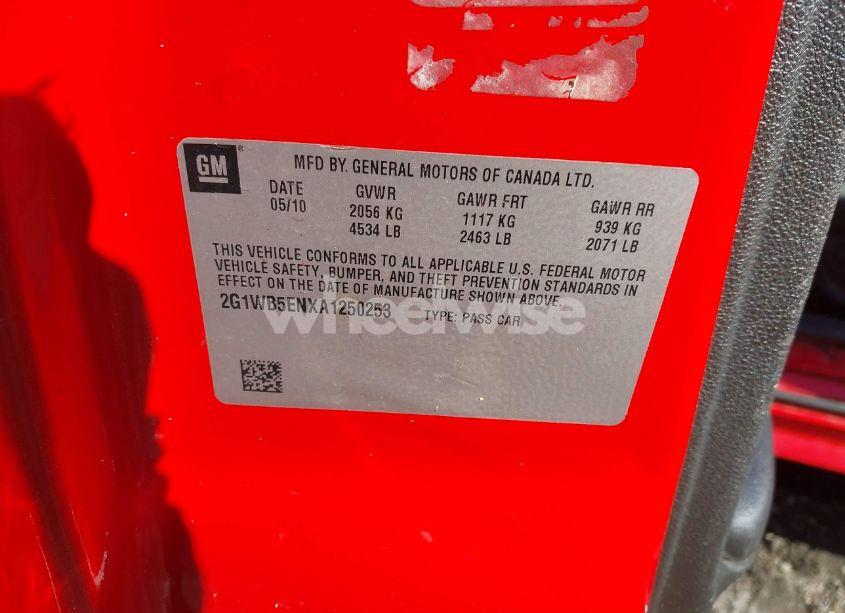 GM
MFD BY. GENERAL MOTORS OF CANADA LTD.
DATE GVWR GAWR FRT GAWR RR
05/10 2056 KG 1117 KG 939 KG
4534 LB 2463 LB 2071 LB
THIS VEHICLE CONFORMS TO ALL APPLICABLE U.S. FEDERAL MOTOR
VEHICLE SAFETY, BUMPER, AND THEFT PREVENTION STANDARDS IN
EFFECT ON THE DATE OF MANUFACTURE SHOWN ABOVE.
2G1WB5ENXA1250253 TYPE: PASS CAR
wheelwise